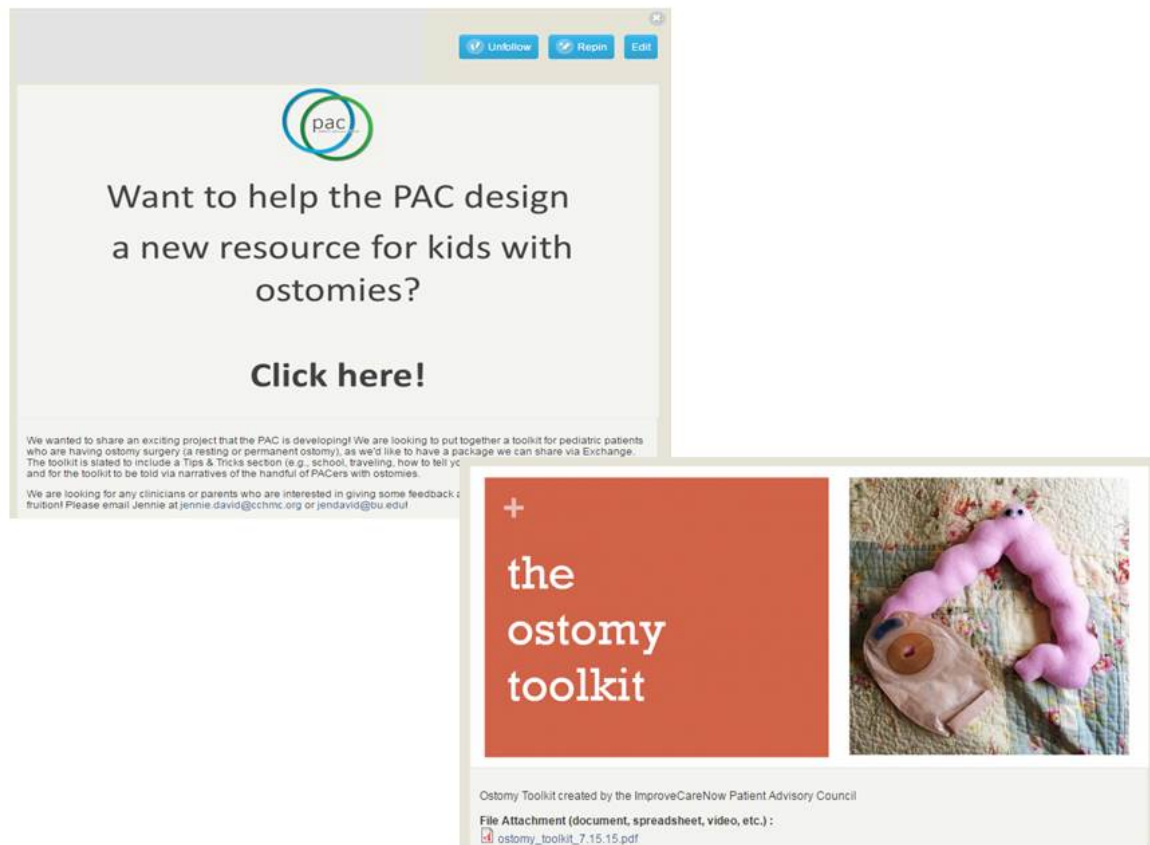 Unfollow Repin Edit
pac
Want to help the PAC design
a new resource for kids with
ostomies?
Click here!
We wanted to share an exciting project that the PAC is developing! We are looking to put together a toolkit for pediatric patients
who are having ostomy surgery (a resting or permanent ostomy), as we'd like to have a package we can share via Exchange.
The toolkit is slated to include a Tips & Tricks section (e.g., school, traveling, how to tell
and for the toolkit to be told via narratives of the handful of PACers with ostomies.
We are looking for any clinicians or parents who are interested in giving some feedback
fruition! Please email Jennie at jennie.david@cchmc.org or jendavid@bu.edu!
+
the
ostomy
toolkit
Ostomy Toolkit created by the ImproveCareNow Patient Advisory Council
File Attachment (document, spreadsheet, video, etc.) :
ostomy_toolkit_7.15.15.pdf